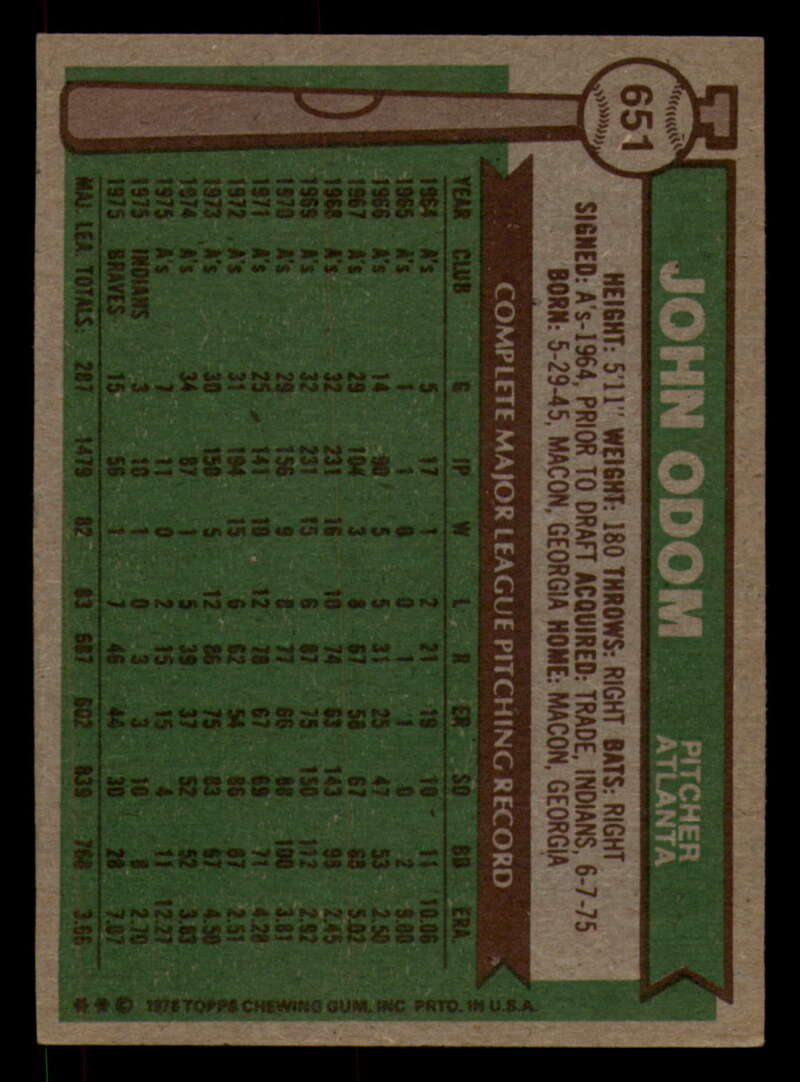 651
JOHN ODOM
PITCHER
ATLANTA
HEIGHT: 5'11" WEIGHT: 180 THROWS: RIGHT BATS: RIGHT
SIGNED: A's-1964, PRIOR TO DRAFT ACQUIRED: TRADE, INDIANS, 6-7-75
BORN: 5-29-45, MACON, GEORGIA HOME: MACON, GEORGIA
COMPLETE MAJOR LEAGUE PITCHING RECORD
YEAR CLUB G IP W L R ER SO BB ERA
1964 A's 5 17 1 2 21 19 10 11 10.06
1965 A's 1 1 0 0 1 1 0 2 9.00
1966 A's 14 90 5 5 31 25 47 53 2.50
1967 A's 29 104 3 8 67 58 67 68 5.02
1968 A's 32 231 16 10 74 63 143 98 2.45
1969 A's 32 231 15 6 87 75 150 112 2.92
1970 A's 29 156 9 8 77 66 88 100 3.81
1971 A's 25 141 10 12 78 67 69 71 4.28
1972 A's 31 194 15 6 62 54 86 87 2.51
1973 A's 30 150 5 12 86 75 83 67 4.50
1974 A's 34 87 1 5 39 37 52 52 3.83
1975 A's 7 11 0 2 15 15 4 11 12.27
1975 INDIANS 3 10 1 0 3 3 10 8 2.70
1975 BRAVES 15 56 1 7 46 44 30 28 7.07
MAJ. LEA. TOTALS 287 1479 82 83 687 602 839 768 3.66
** © 1976 TOPPS CHEWING GUM, INC. PRTD. IN U.S.A.